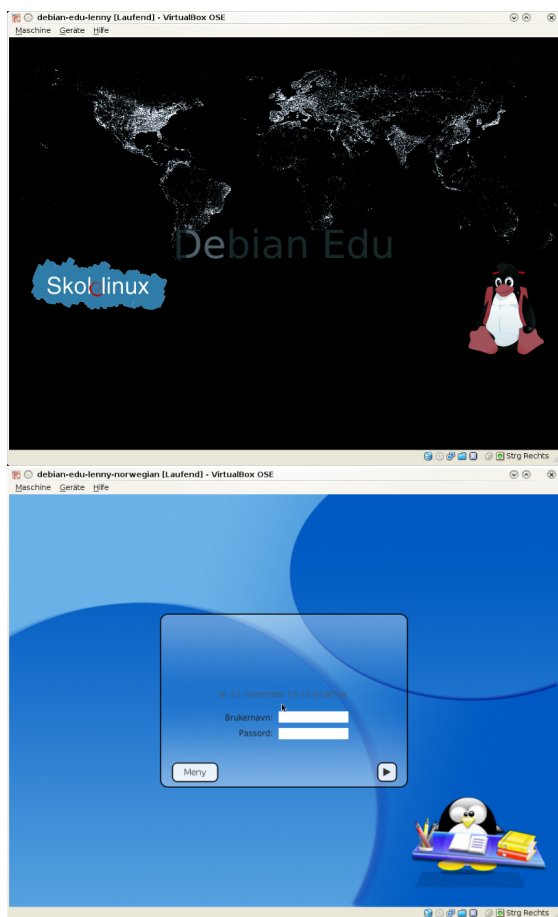 debian-edu-lenny [Laufend] - VirtualBox OSE
Maschine Geräte Hilfe
Debian Edu
Skolelinux
Strg Rechts
debian-edu-lenny-norwegian [Laufend] - VirtualBox OSE
Maschine Geräte Hilfe
november
Brukernavn:
Passord:
Meny
Strg Rechts